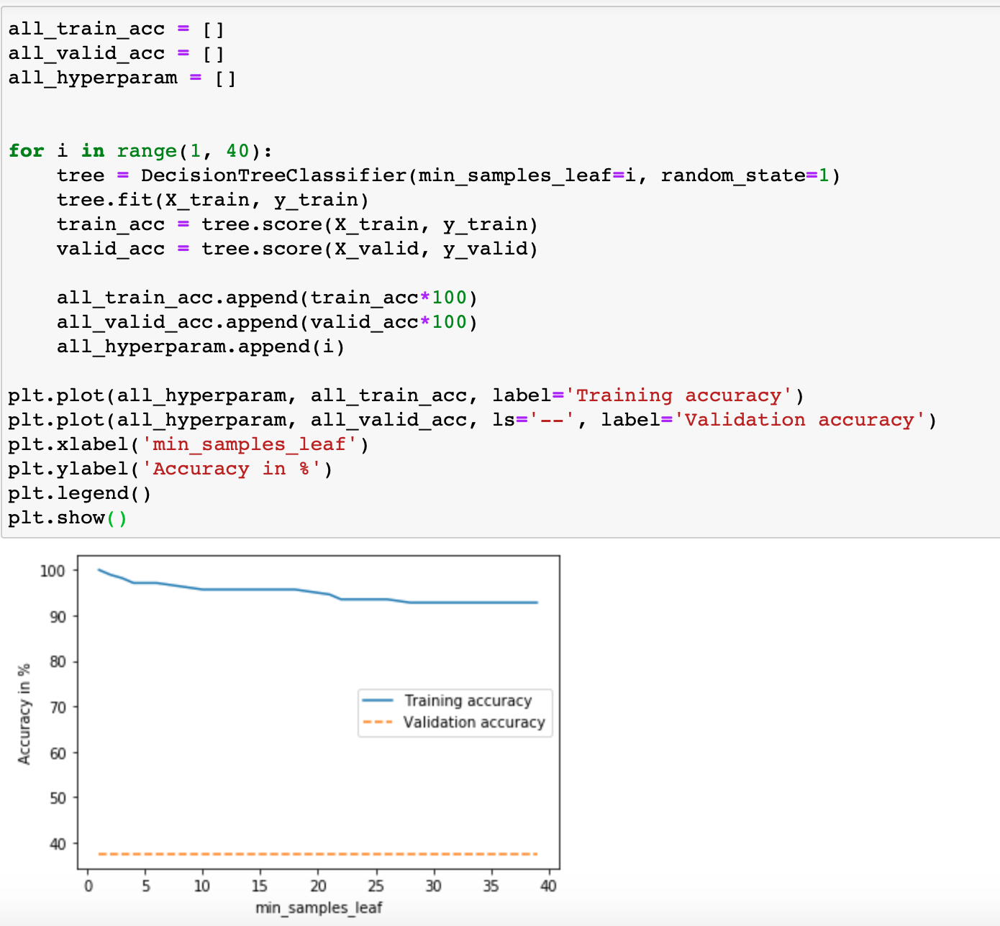 all_train_acc = []
all_valid_acc = []
all_hyperparam = []
for i in range(1, 40):
    tree = DecisionTreeClassifier(min_samples_leaf=i, random_state=1)
    tree.fit(X_train, y_train)
    train_acc = tree.score(X_train, y_train)
    valid_acc = tree.score(X_valid, y_valid)
    all_train_acc.append(train_acc*100)
    all_valid_acc.append(valid_acc*100)
    all_hyperparam.append(i)
plt.plot(all_hyperparam, all_train_acc, label='Training accuracy')
plt.plot(all_hyperparam, all_valid_acc, ls='--', label='Validation accuracy')
plt.xlabel('min_samples_leaf')
plt.ylabel('Accuracy in %')
plt.legend()
plt.show()
100
90
80
70
60
50
40
Accuracy in %
Training accuracy
Validation accuracy
0 5 10 15 20 25 30 35 40
min_samples_leaf